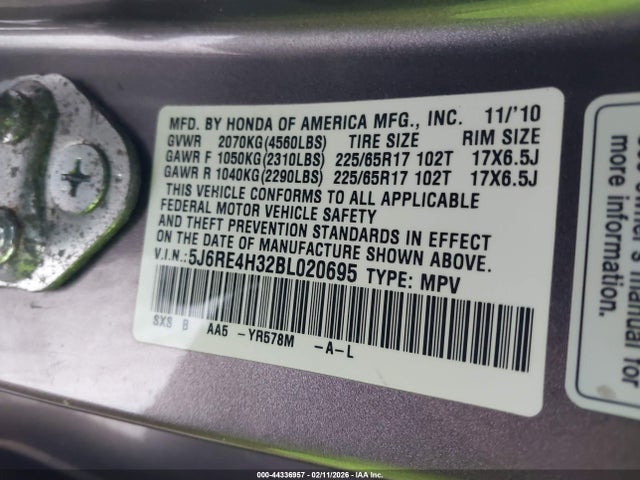 MFD. BY HONDA OF AMERICA MFG., INC. 11/'10
GVWR 2070KG(4560LBS) TIRE SIZE RIM SIZE
GAWR F 1050KG(2310LBS) 225/65R17 102T 17X6.5J
GAWR R 1040KG(2290LBS) 225/65R17 102T 17X6.5J
THIS VEHICLE CONFORMS TO ALL APPLICABLE
FEDERAL MOTOR VEHICLE SAFETY
AND THEFT PREVENTION STANDARDS IN EFFECT
ON THE DATE OF MANUFACTURE SHOWN ABOVE.
V.I.N.:5J6RE4H32BL020695 TYPE: MPV
SXS B AA5 -YR578M -A-L
manual for
000-44336957 - 02/11/2026 - IAA Inc.